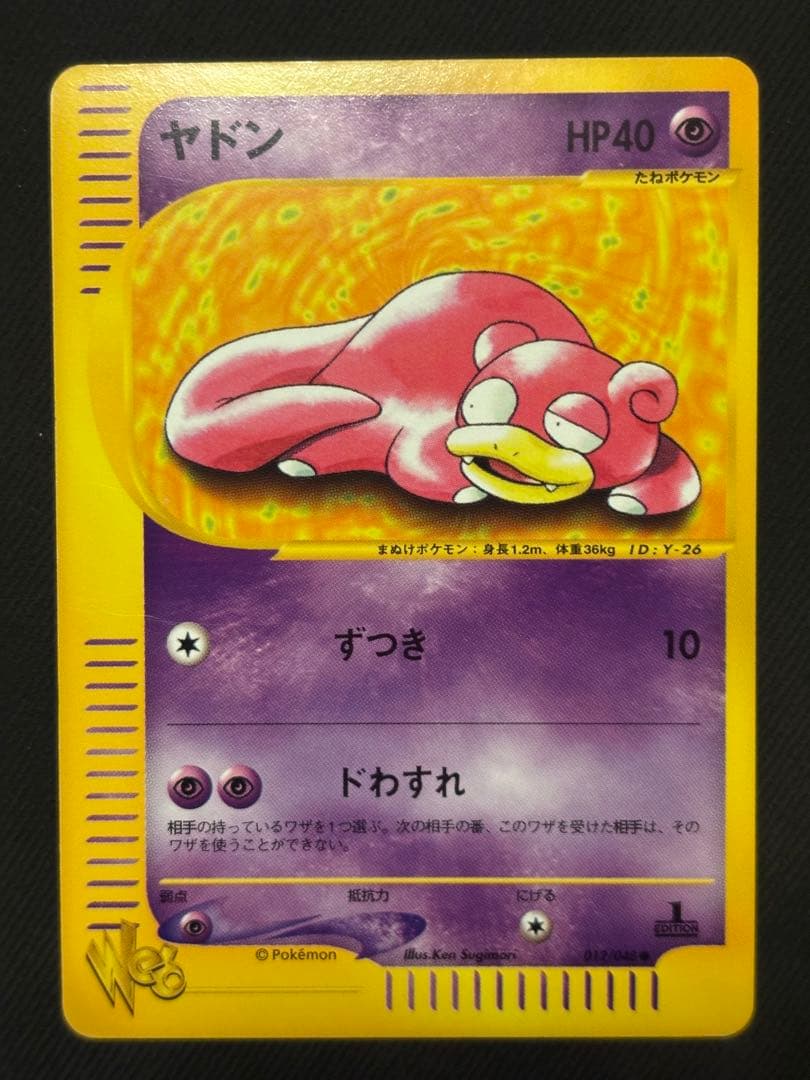 ヤドン HP40
たねポケモン
まぬけポケモン：身長1.2m、体重36kg ID:Y-26
ずつき 10
ドわすれ
相手の持っているワザを1つ選ぶ。次の相手の番、このワザを受けた相手は、その
ワザを使うことができない。
弱点 抵抗力 にげる
1
EDITION
Web
©Pokémon illus.Ken Sugimori 012/048